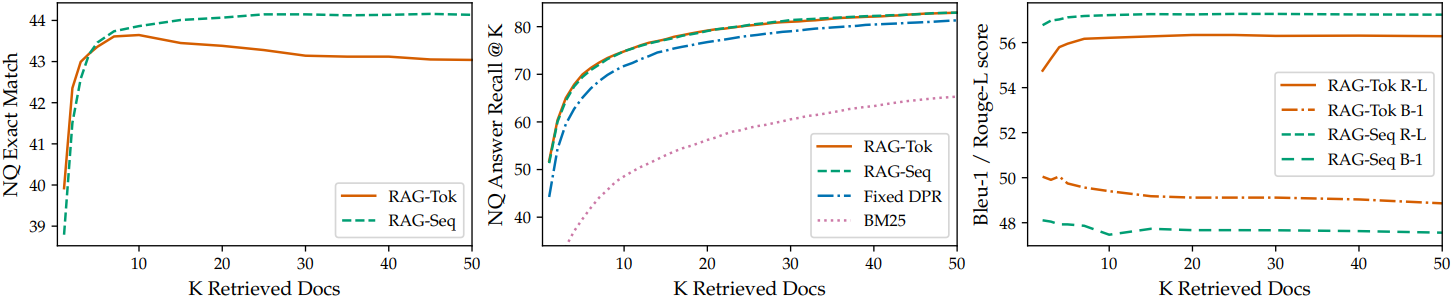 NQ Exact Match
44
43
42
41
40
39
10
20
30
40
50
K Retrieved Docs
RAG-Tok
RAG-Seq
NQ Answer Recall @ K
80
70
60
50
40
10
20
30
40
50
K Retrieved Docs
RAG-Tok
RAG-Seq
Fixed DPR
BM25
Bleu-1 / Rouge-L score
56
54
52
50
48
10
20
30
40
50
K Retrieved Docs
RAG-Tok R-L
RAG-Tok B-1
RAG-Seq R-L
RAG-Seq B-1